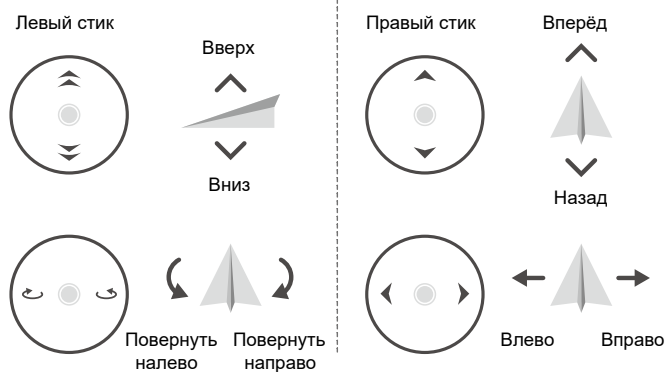 Левый стик
Вверх
Вниз
Повернуть налево
Повернуть направо
Правый стик
Вперёд
Назад
Влево
Вправо